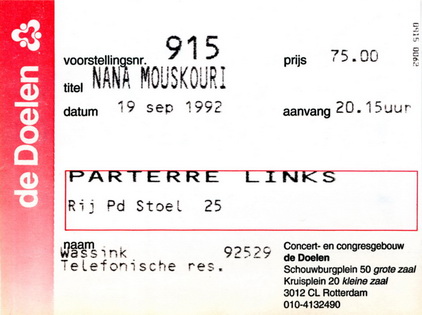 de Doelen
voorstellingsnr. 915
prijs 75.00
titel NANA MOUSKOURI
datum 19 sep 1992
aanvang 20.15uur
0915 0062
PARTERRE LINKS
Rij Pd Stoel 25
naam
Wassink 92529
Telefonische res.
Concert- en congresgebouw
de Doelen
Schouwburgplein 50 grote zaal
Kruisplein 20 kleine zaal
3012 CL Rotterdam
010-4132490